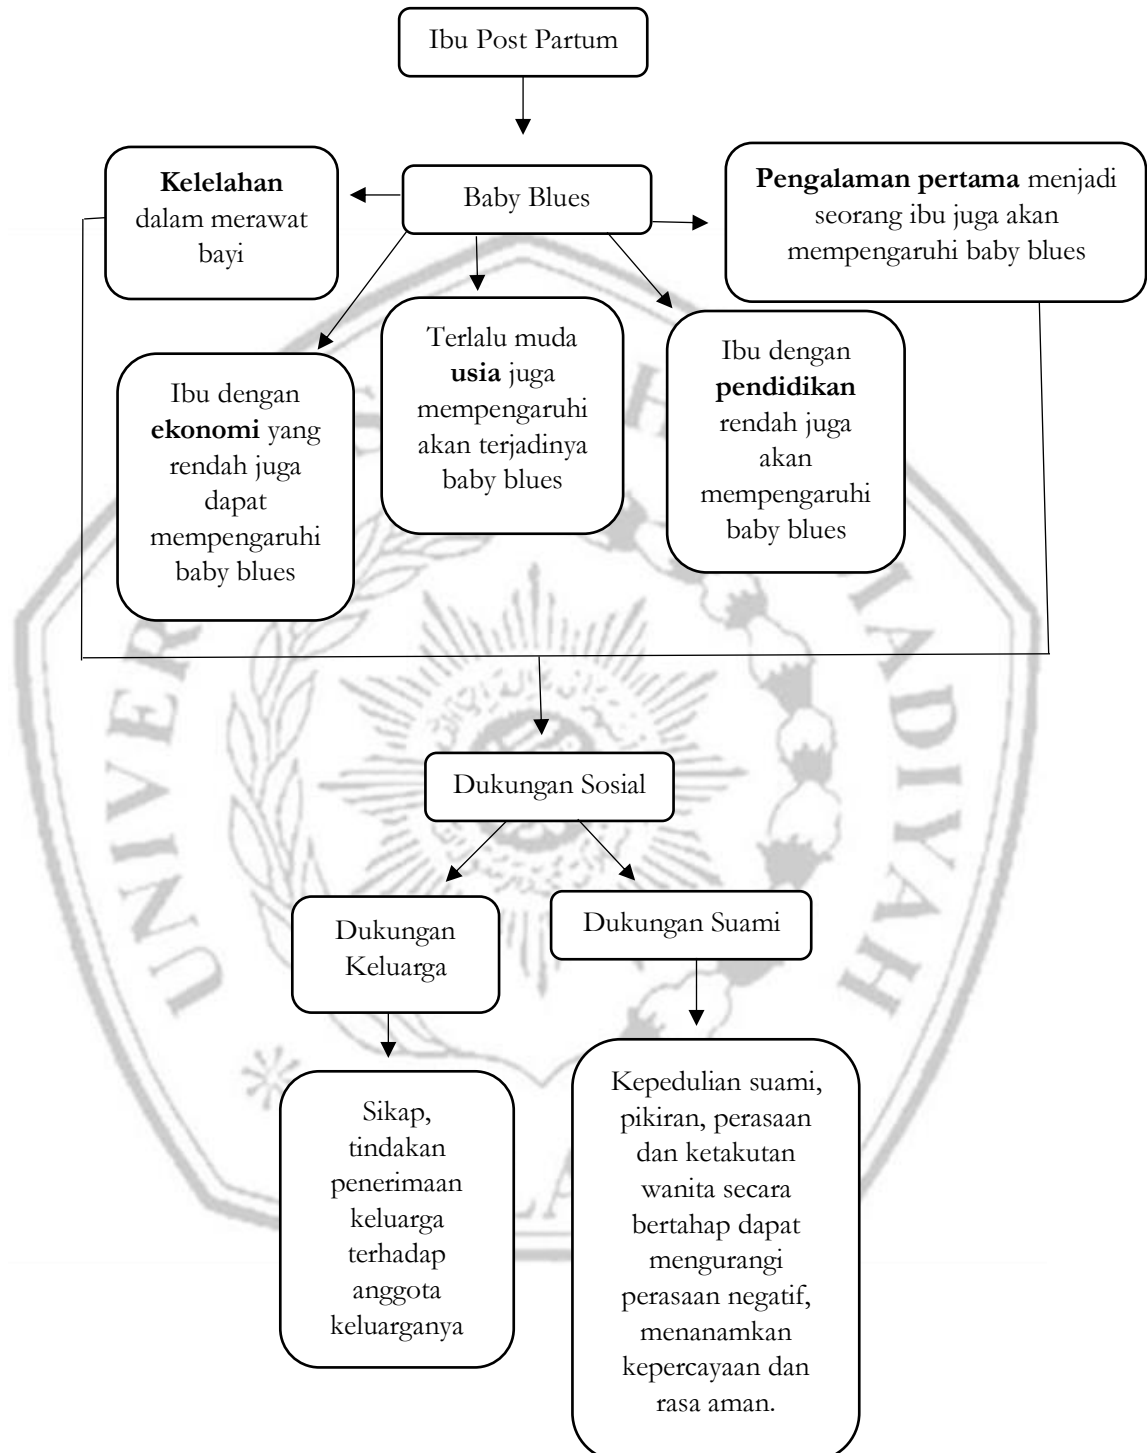 Ibu Post Partum
Kelelahan
dalam merawat
bayi
Baby Blues
Pengalaman pertama menjadi
seorang ibu juga akan
mempengaruhi baby blues
Ibu dengan
ekonomi yang
rendah juga
dapat
mempengaruhi
baby blues
Terlalu muda
usia juga
mempengaruhi
akan terjadinya
baby blues
Ibu dengan
pendidikan
rendah juga
akan
mempengaruhi
baby blues
Dukungan Sosial
Dukungan
Keluarga
Dukungan Suami
Sikap,
tindakan
penerimaan
keluarga
terhadap
anggota
keluarganya
Kepedulian suami,
pikiran, perasaan
dan ketakutan
wanita secara
bertahap dapat
mengurangi
perasaan negatif,
menanamkan
kepercayaan dan
rasa aman.